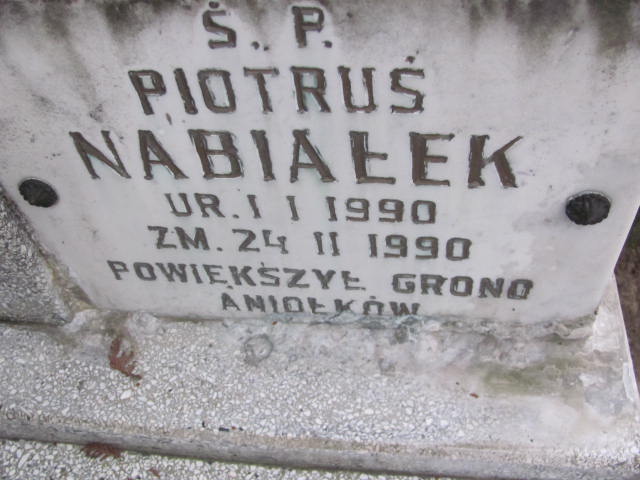 Ś. P.
PIOTRUŚ
NABIAŁEK
UR. 1 I 1990
ZM. 24 II 1990
POWIĘKSZYŁ GRONO
ANIOŁKÓW